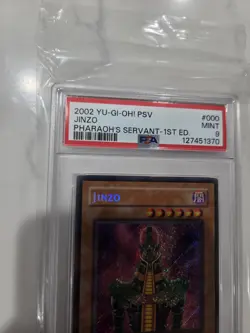 2002 YU-GI-OH! PSV #000
JINZO MINT
PHARAOH'S SERVANT-1ST ED. 9
PSA 127451370
JINZO